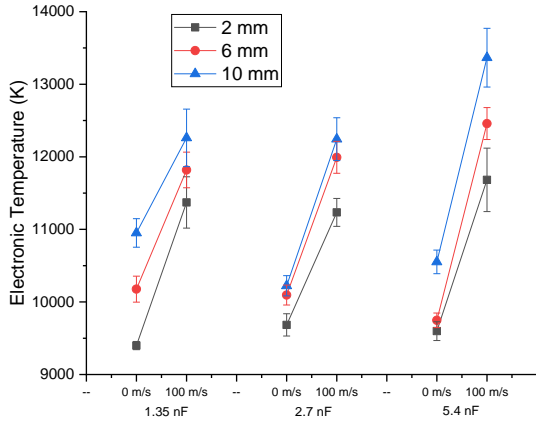 14000
13000
12000
11000
10000
9000
Electronic Temperature (K)
2 mm
6 mm
10 mm
-- 0 m/s 100 m/s -- 0 m/s 100 m/s -- 0 m/s 100 m/s
1.35 nF 2.7 nF 5.4 nF